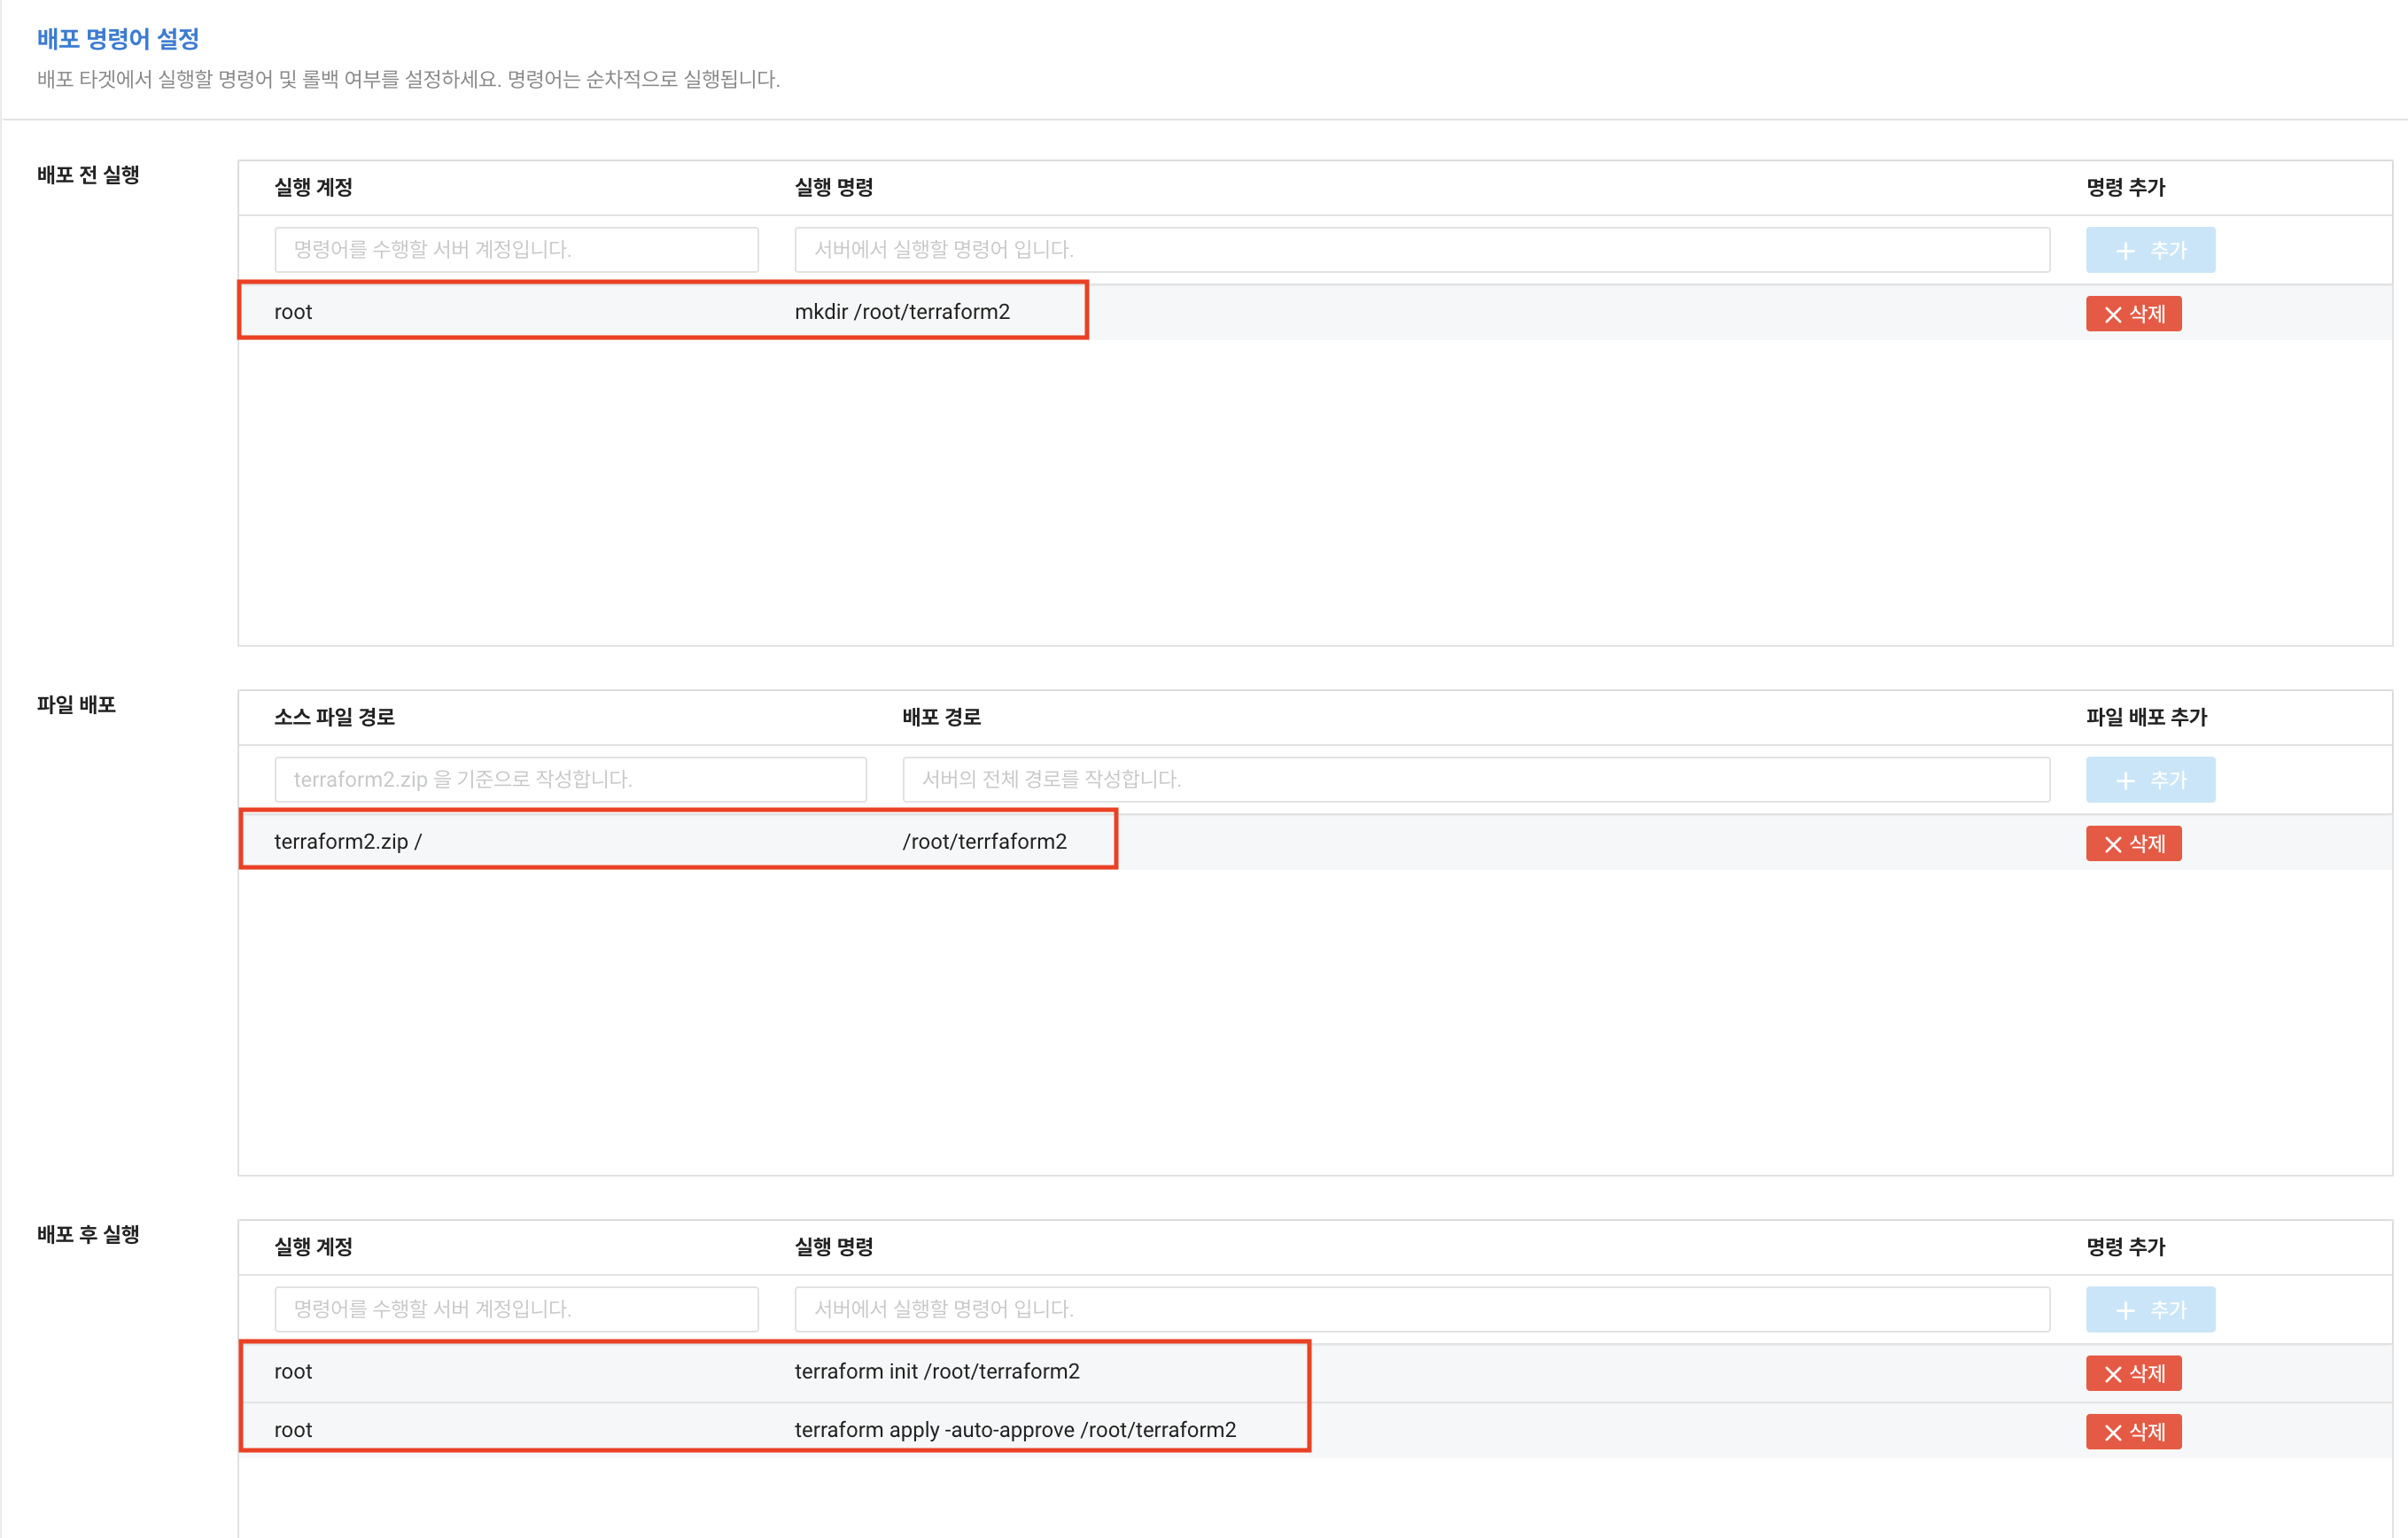 배포 명령어 설정
배포 타겟에서 실행할 명령어 및 롤백 여부를 설정하세요. 명령어는 순차적으로 실행됩니다.
배포 전 실행
실행 계정 실행 명령 명령 추가
명령어를 수행할 서버 계정입니다. 서버에서 실행할 명령어 입니다. + 추가
root mkdir /root/terraform2 × 삭제
파일 배포
소스 파일 경로 배포 경로 파일 배포 추가
terraform2.zip 을 기준으로 작성합니다. 서버의 전체 경로를 작성합니다. + 추가
terraform2.zip / /root/terrfaform2 × 삭제
배포 후 실행
실행 계정 실행 명령 명령 추가
명령어를 수행할 서버 계정입니다. 서버에서 실행할 명령어 입니다. + 추가
root terraform init /root/terraform2 × 삭제
root terraform apply -auto-approve /root/terraform2 × 삭제